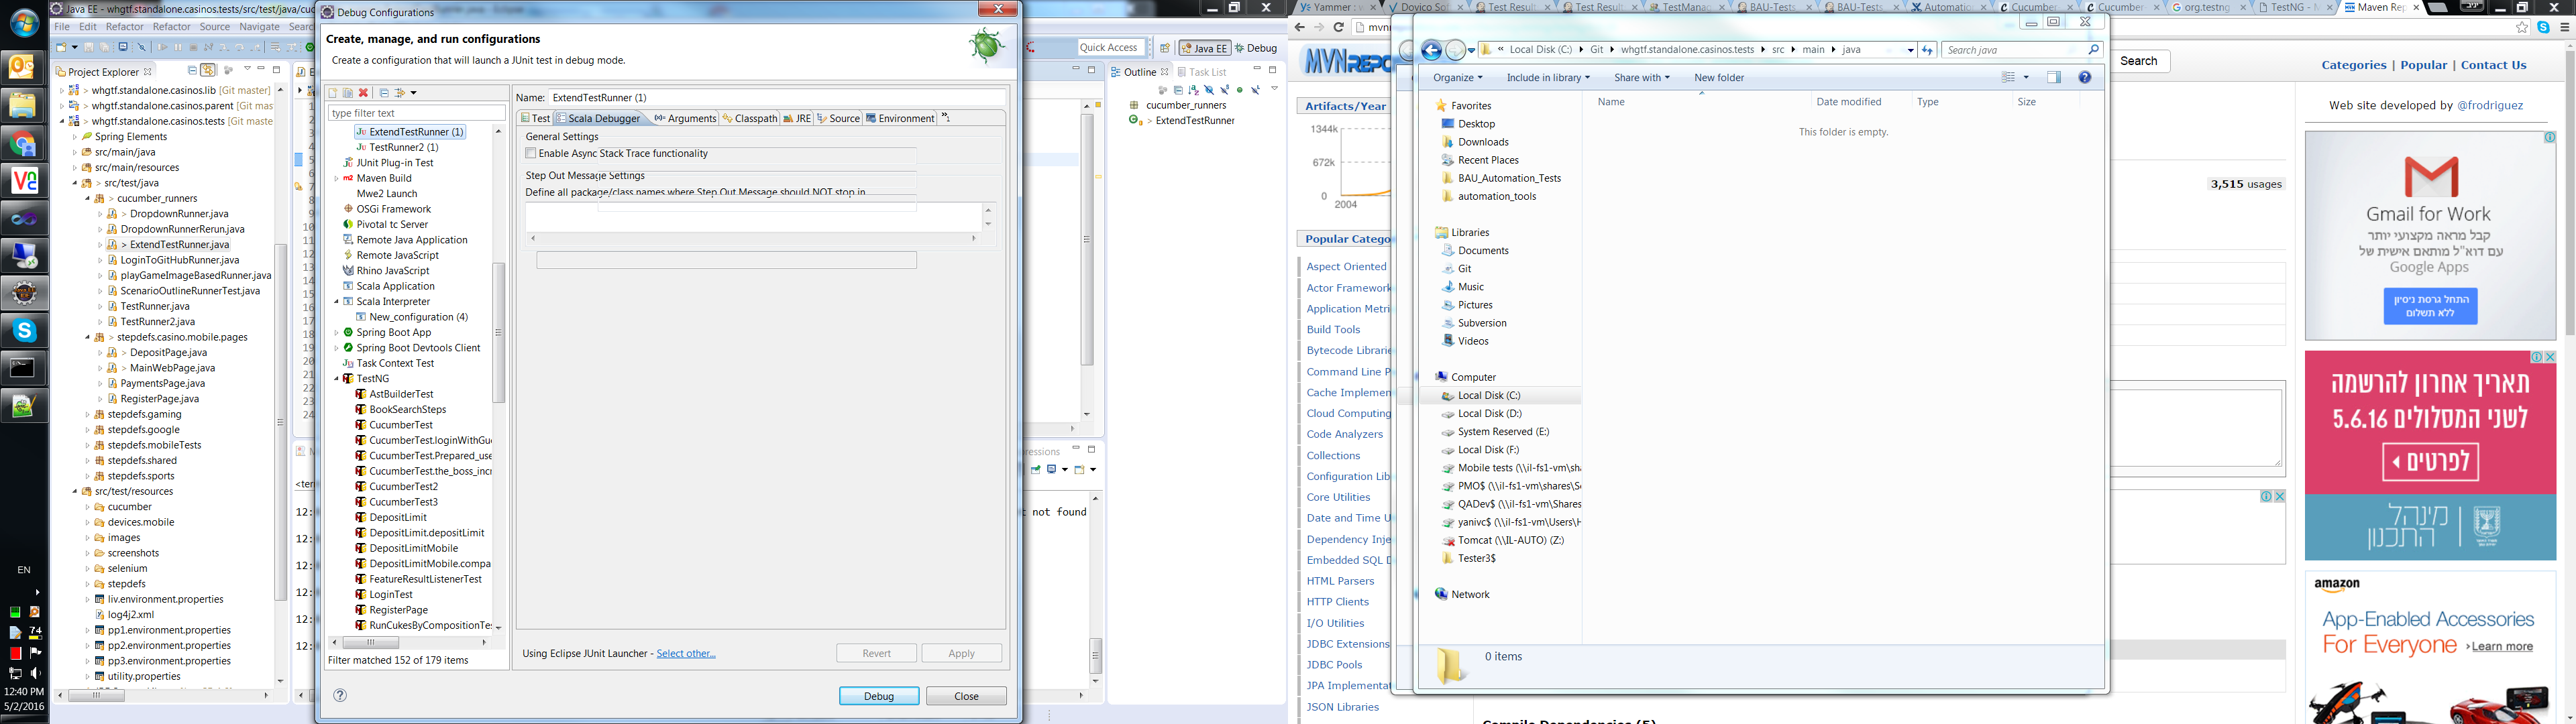 Java EE - whgtf.standalone.casinos.tests/src/test/java/cuc
File Edit Refactor Source Navigate Searc
Project Explorer
> whgtf.standalone.casinos.lib [Git master]
> whgtf.standalone.casinos.parent [Git mast
> whgtf.standalone.casinos.tests [Git maste
Spring Elements
src/main/java
src/main/resources
> src/test/java
> cucumber_runners
> DropdownRunner.java
DropdownRunnerRerun.java
> ExtendTestRunner.java
LoginToGitHubRunner.java
playGameImageBasedRunner.java
ScenarioOutlineRunnerTest.java
TestRunner.java
TestRunner2.java
> stepdefs.casino.mobile.pages
> DepositPage.java
> MainWebPage.java
PaymentsPage.java
RegisterPage.java
stepdefs.gaming
stepdefs.google
stepdefs.mobileTests
stepdefs.shared
stepdefs.sports
src/test/resources
cucumber
devices.mobile
images
screenshots
selenium
stepdefs
liv.environment.properties
log4j2.xml
pp1.environment.properties
pp2.environment.properties
pp3.environment.properties
utility.properties
EN
74
12:40 PM
5/2/2016
Debug Configurations
Create, manage, and run configurations
Create a configuration that will launch a JUnit test in debug mode.
type filter text
ExtendTestRunner (1)
TestRunner2 (1)
JUnit Plug-in Test
Maven Build
Mwe2 Launch
OSGi Framework
Pivotal tc Server
Remote Java Application
Remote JavaScript
Rhino JavaScript
Scala Application
Scala Interpreter
New_configuration (4)
Spring Boot App
Spring Boot Devtools Client
Task Context Test
TestNG
AstBuilderTest
BookSearchSteps
CucumberTest
CucumberTest.loginWithGu
CucumberTest.Prepared_use
CucumberTest.the_boss_incr
CucumberTest2
CucumberTest3
DepositLimit
DepositLimit.depositLimit
DepositLimitMobile
DepositLimitMobile.compa
FeatureResultListenerTest
LoginTest
RegisterPage
RunCukesByCompositionTe
Filter matched 152 of 179 items
Name: ExtendTestRunner (1)
Test Scala Debugger Arguments Classpath JRE Source Environment »1
General Settings
Enable Async Stack Trace functionality
Step Out Message Settings
Define all package/class names where Step Out Message should NOT stop in
Using Eclipse JUnit Launcher - Select other...
Revert Apply
Debug Close
Quick Access
Java EE Debug
Outline Task List
cucumber_runners
> ExtendTestRunner
pressions
t not found
Yammer : Dovico Sof Test Result Test Result TestManag BAU-Tests BAU-Tests Automatio Cucumber Cucumber org.testng TestNG - M Maven Rep
MVNREPO
Artifacts/Year
1344k
672k
0
2004
Popular Catego
Aspect Oriented
Actor Framework
Application Metri
Build Tools
Bytecode Librarie
Command Line P
Cache Implemen
Cloud Computing
Code Analyzers
Collections
Configuration Lib
Core Utilities
Date and Time U
Dependency Inje
Embedded SQL D
HTML Parsers
HTTP Clients
I/O Utilities
JDBC Extensions
JDBC Pools
JPA Implementat
JSON Libraries
« Local Disk (C:) Git whgtf.standalone.casinos.tests src main java
Search java
Organize Include in library Share with New folder
Favorites
Desktop
Downloads
Recent Places
BAU_Automation_Tests
automation_tools
Libraries
Documents
Git
Music
Pictures
Subversion
Videos
Computer
Local Disk (C:)
Local Disk (D:)
System Reserved (E:)
Local Disk (F:)
Mobile tests (\\il-fs1-vm\sha
PMO$ (\\il-fs1-vm\shares\S
QADev$ (\\il-fs1-vm\Shares
yanivc$ (\\il-fs1-vm\Users\H
Tomcat (\\IL-AUTO) (Z:)
Tester3$
Network
Name Date modified Type Size
This folder is empty.
0 items
Search
Categories | Popular | Contact Us
Web site developed by @frodriguez
3,515 usages
Gmail for Work
קבל מראה מקצועי יותר
עם דוא"ל מותאם אישית של
Google Apps
התחל גרסת ניסיון
ללא תשלום
תאריך אחרון להרשמה
לשני המסלולים 5.6.16
לפרטים
מינהל
התכנון
amazon
App-Enabled Accessories
For Everyone › Learn more